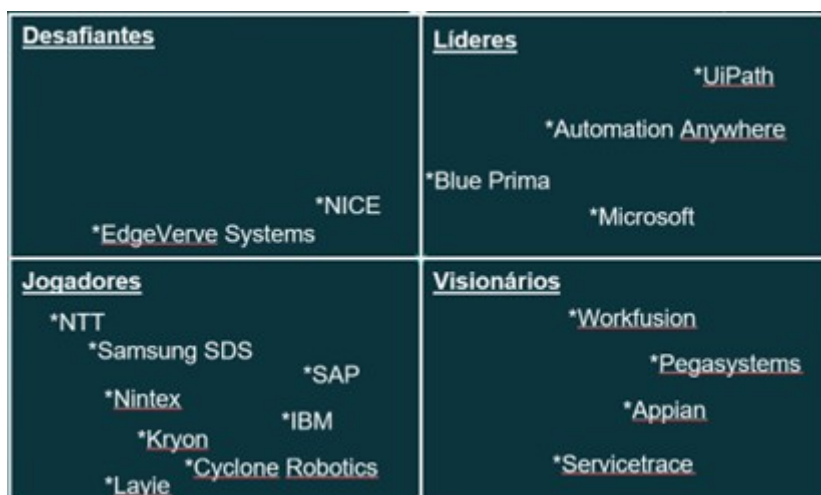 Desafiantes
*NICE
*EdgeVerve Systems
Líderes
*UiPath
*Automation Anywhere
*Blue Prima
*Microsoft
Jogadores
*NTT
*Samsung SDS
*SAP
*Nintex
*IBM
*Kryon
*Cyclone Robotics
*Layie
Visionários
*Workfusion
*Pegasystems
*Appian
*Servicetrace